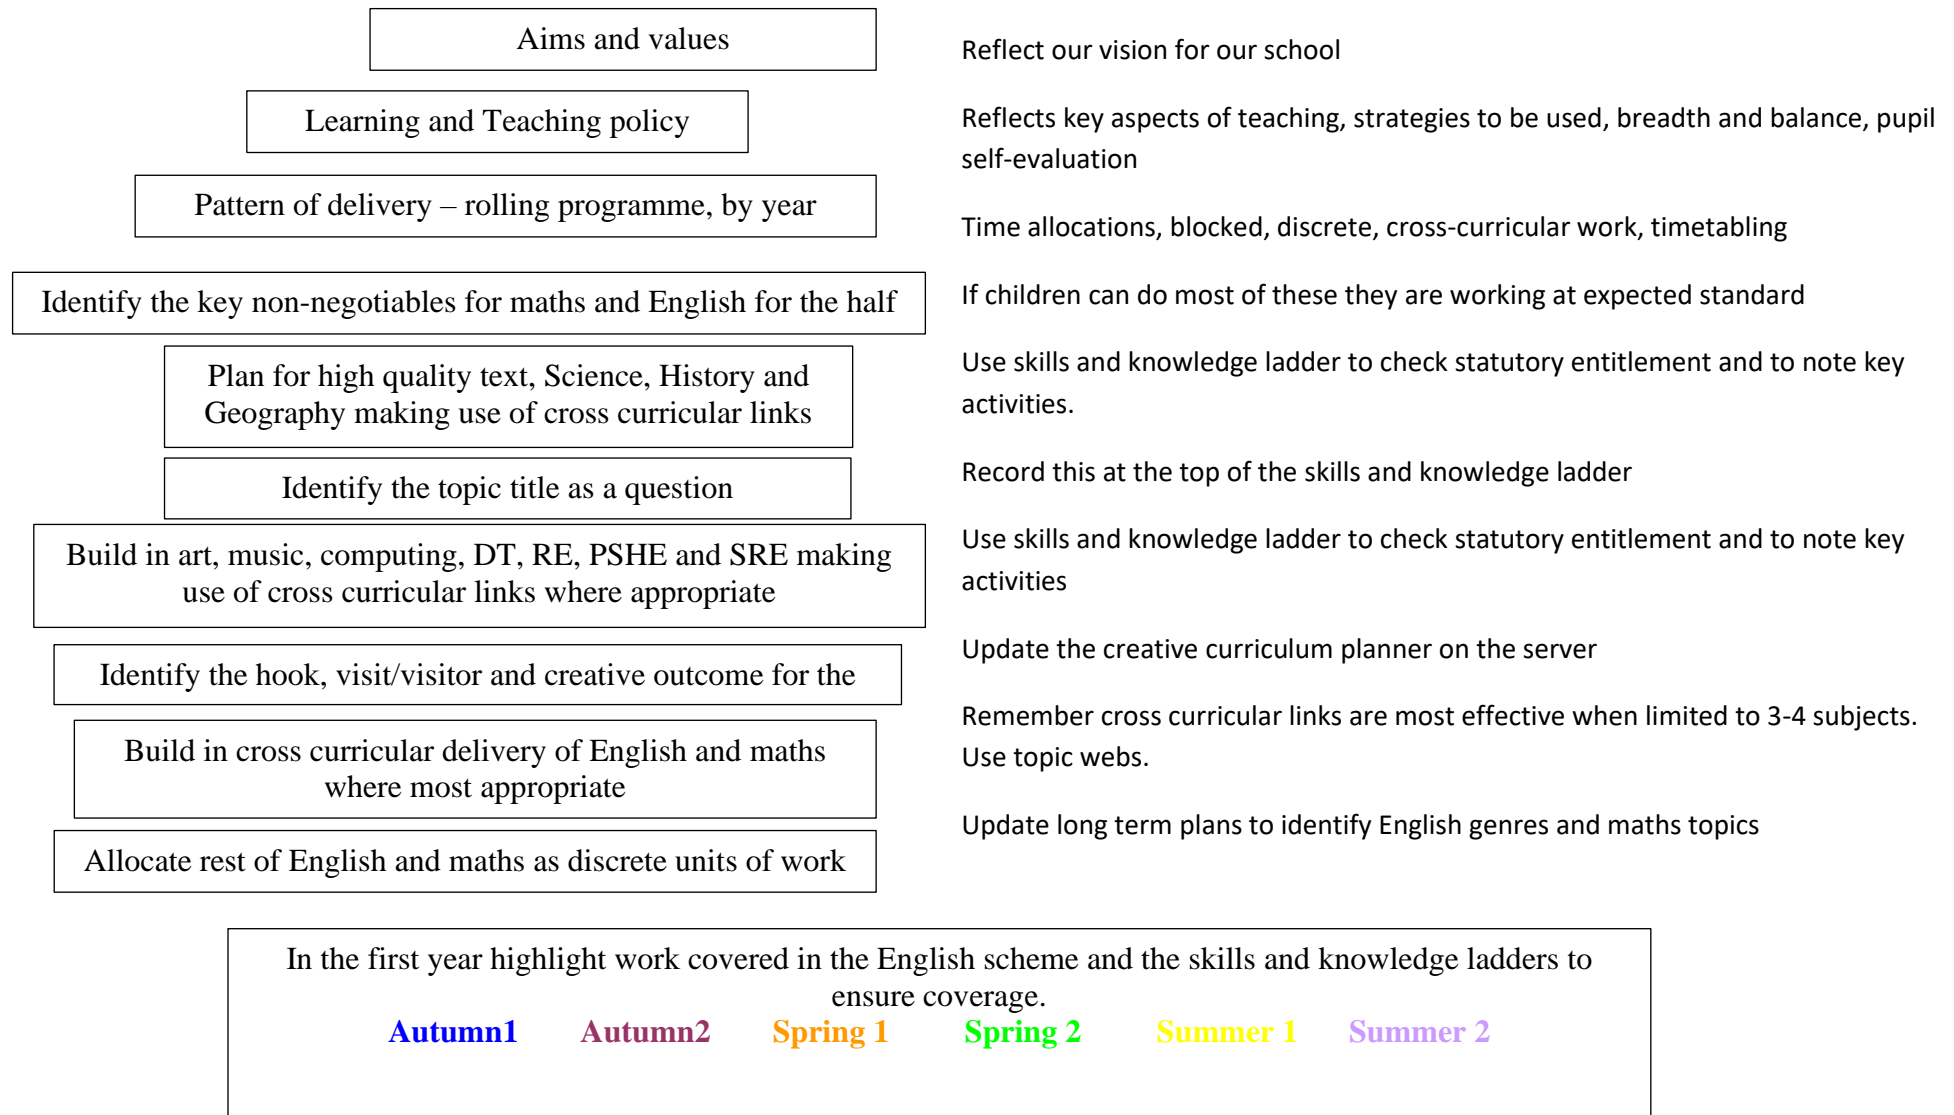 Aims and values
Reflect our vision for our school
Learning and Teaching policy
Reflects key aspects of teaching, strategies to be used, breadth and balance, pupil
self-evaluation
Pattern of delivery – rolling programme, by year
Time allocations, blocked, discrete, cross-curricular work, timetabling
Identify the key non-negotiables for maths and English for the half
If children can do most of these they are working at expected standard
Plan for high quality text, Science, History and
Geography making use of cross curricular links
Use skills and knowledge ladder to check statutory entitlement and to note key
activities.
Identify the topic title as a question
Record this at the top of the skills and knowledge ladder
Build in art, music, computing, DT, RE, PSHE and SRE making
use of cross curricular links where appropriate
Use skills and knowledge ladder to check statutory entitlement and to note key
activities
Identify the hook, visit/visitor and creative outcome for the
Update the creative curriculum planner on the server
Build in cross curricular delivery of English and maths
where most appropriate
Remember cross curricular links are most effective when limited to 3-4 subjects.
Use topic webs.
Allocate rest of English and maths as discrete units of work
Update long term plans to identify English genres and maths topics
In the first year highlight work covered in the English scheme and the skills and knowledge ladders to
ensure coverage.
Autumn1 Autumn2 Spring 1 Spring 2 Summer 1 Summer 2